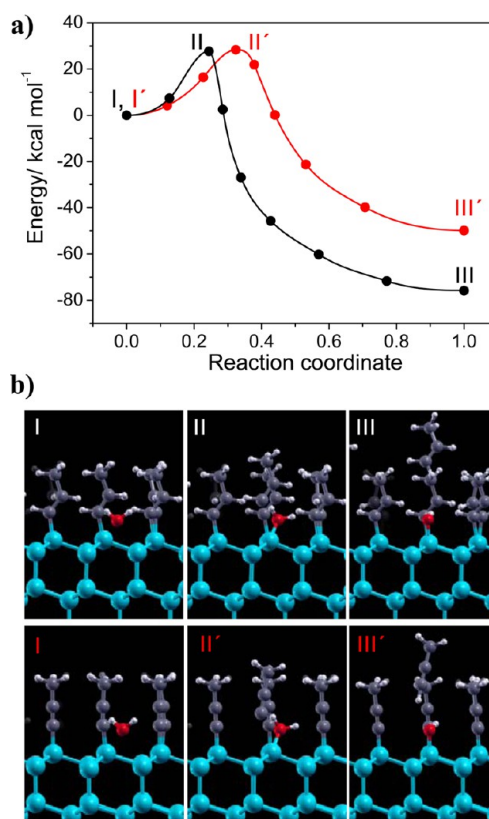 a)
40
20
0
-20
-40
-60
-80
Energy/ kcal mol⁻¹
I, I´
II
II´
III´
III
0.0 0.2 0.4 0.6 0.8 1.0
Reaction coordinate
b)
I II III
I II´ III´